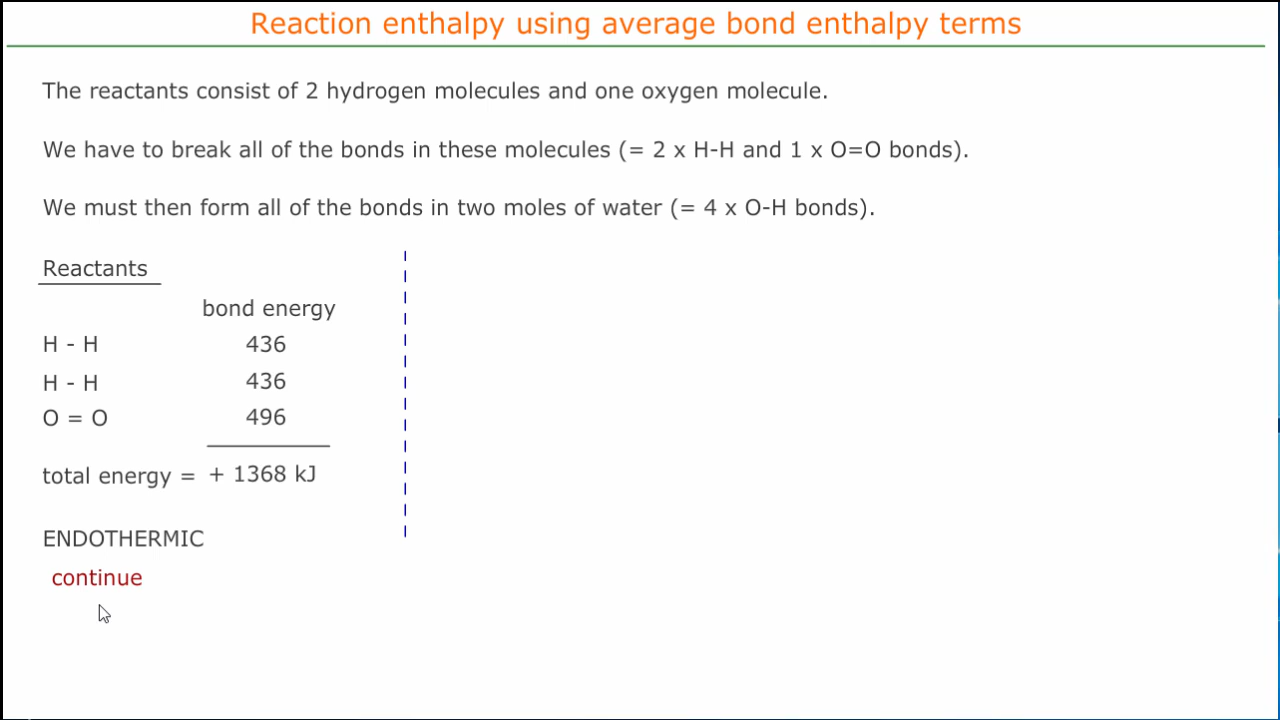 Reaction enthalpy using average bond enthalpy terms
The reactants consist of 2 hydrogen molecules and one oxygen molecule.
We have to break all of the bonds in these molecules (= 2 x H-H and 1 x O=O bonds).
We must then form all of the bonds in two moles of water (= 4 x O-H bonds).
Reactants
bond energy
H - H 436
H - H 436
O = O 496
total energy = + 1368 kJ
ENDOTHERMIC
continue